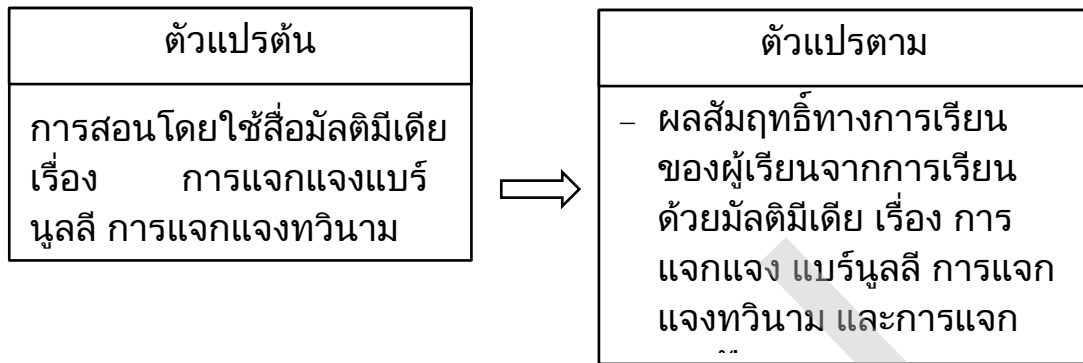 ตัวแปรต้น
การสอนโดยใช้สื่อมัลติมีเดีย
เรื่อง การแจกแจงแบร์
นูลลี การแจกแจงทวินาม
ตัวแปรตาม
– ผลสัมฤทธิ์ทางการเรียน
ของผู้เรียนจากการเรียน
ด้วยมัลติมีเดีย เรื่อง การ
แจกแจง แบร์นูลลี การแจก
แจงทวินาม และการแจก